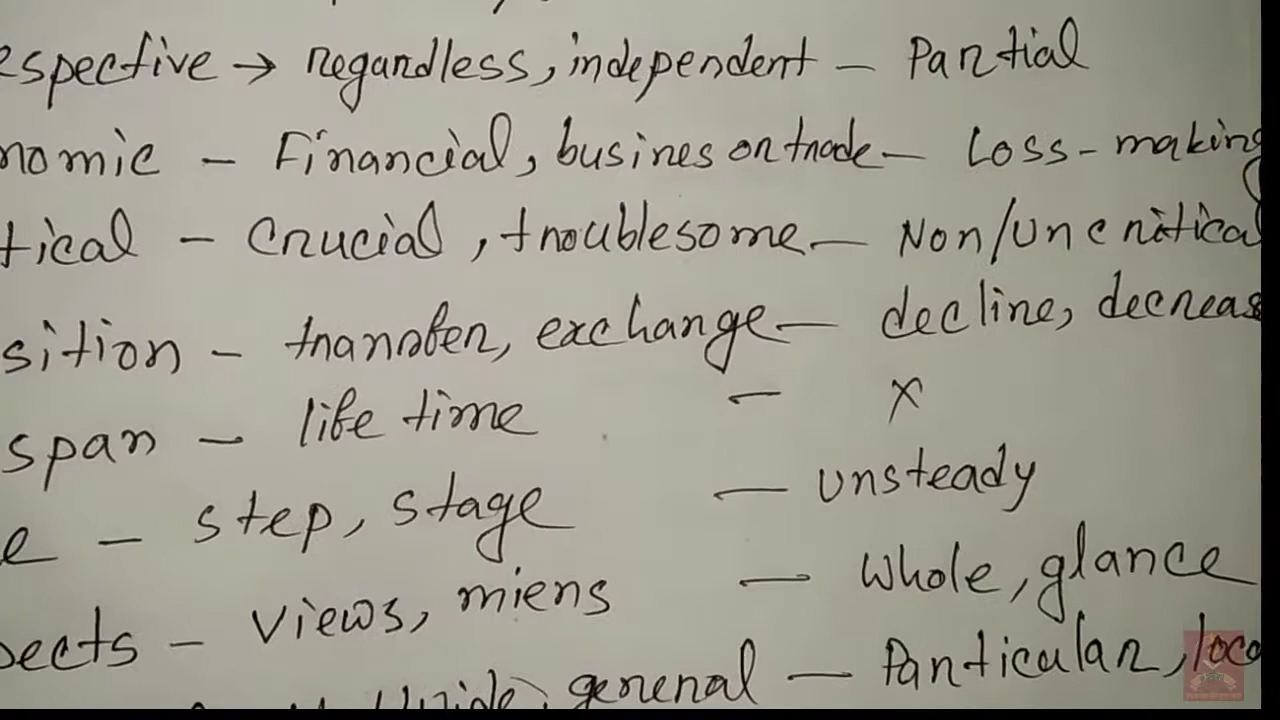 espective → regardless, independent — Partial
nomic — Financial, busines or trade — Loss-making
tical — Crucial, troublesome — Non/Uncritical
sition — transfer, exchange — decline, decreas
span — life time — x
e — step, stage — unsteady
pects — views, miens — whole, glance
general — Particular, loca